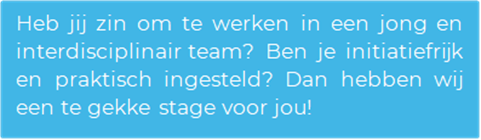 Heb jij zin om te werken in een jong en
interdisciplinair team? Ben je initiatiefrijk
en praktisch ingesteld? Dan hebben wij
een te gekke stage voor jou!